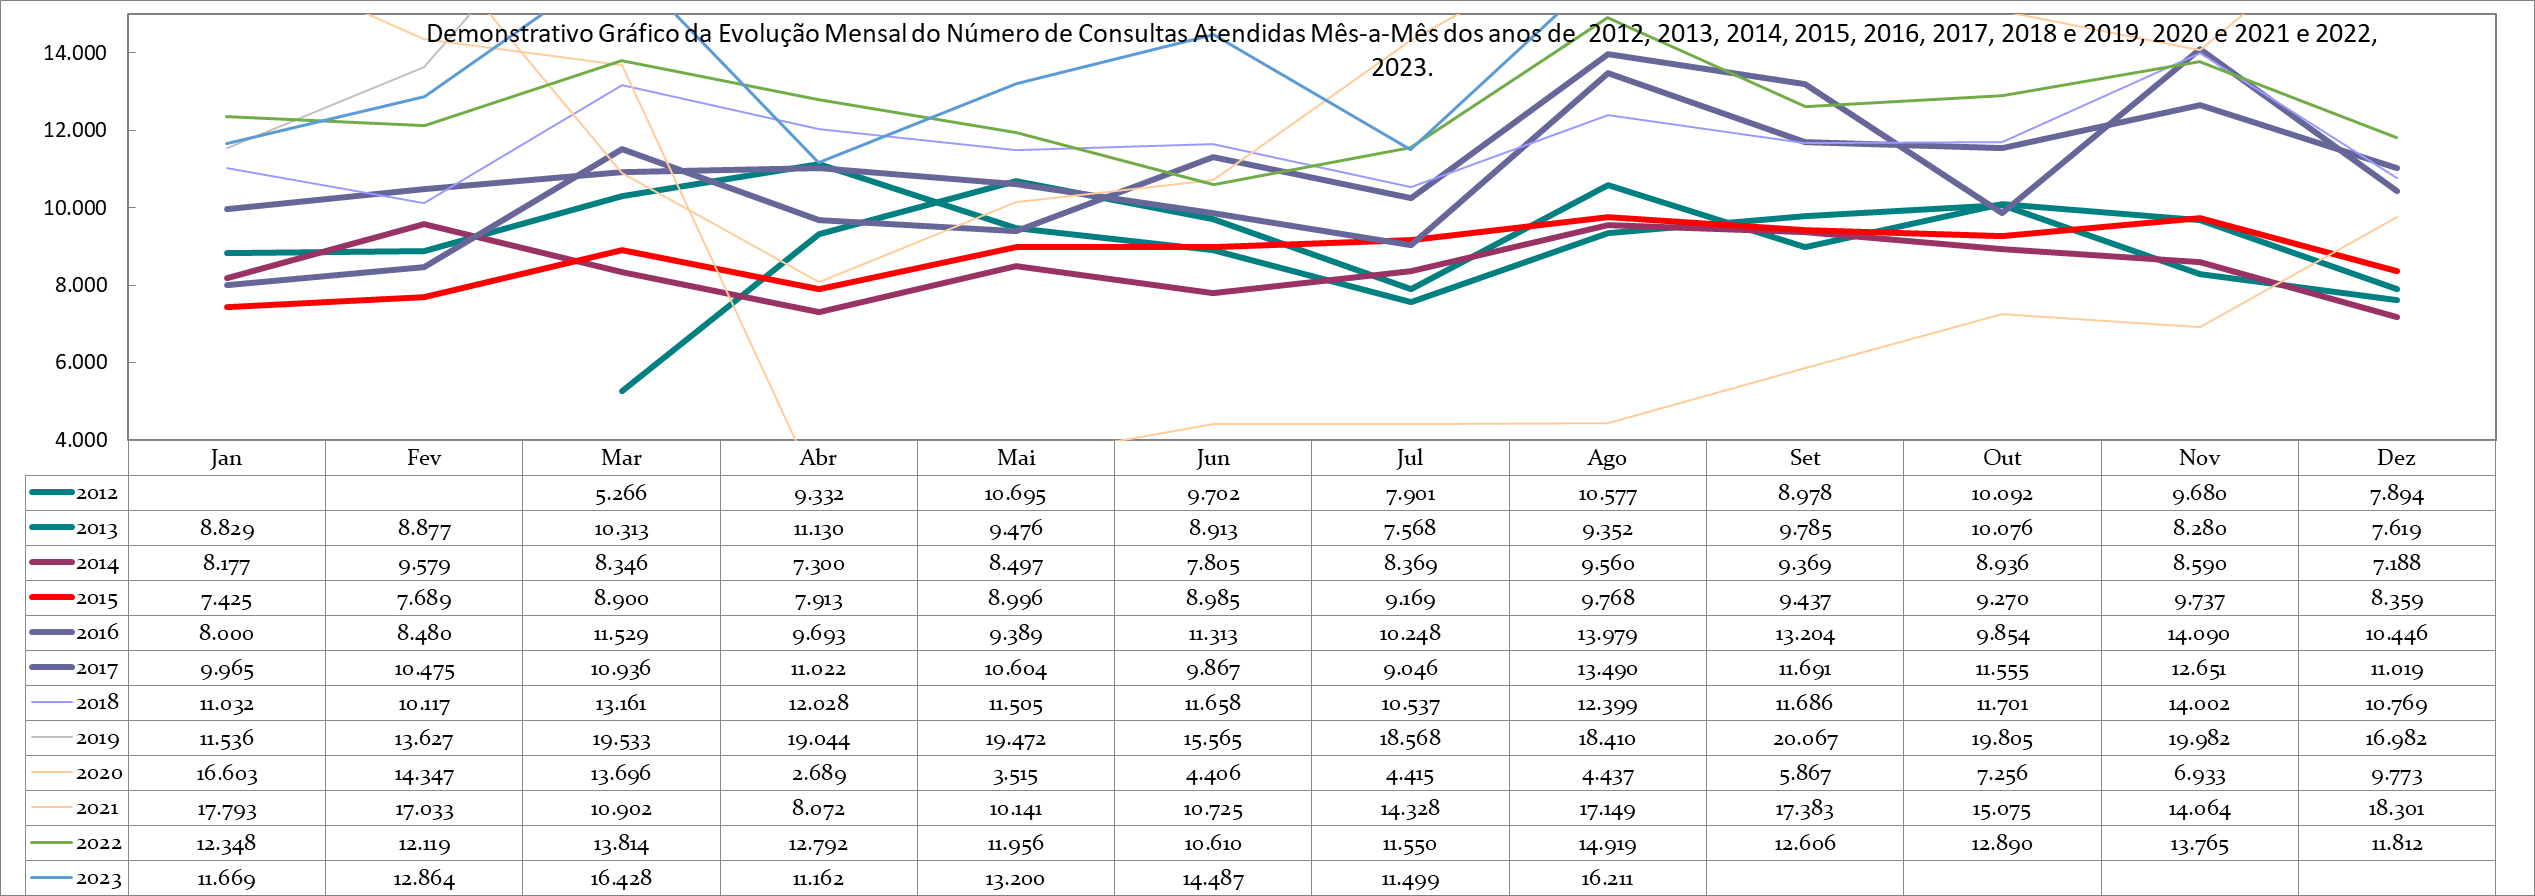 Demonstrativo Gráfico da Evolução Mensal do Número de Consultas Atendidas Mês-a-Mês dos anos de 2012, 2013, 2014, 2015, 2016, 2017, 2018 e 2019, 2020 e 2021 e 2022,
2023.
14.000
12.000
10.000
8.000
6.000
4.000
Jan Fev Mar Abr Mai Jun Jul Ago Set Out Nov Dez
2012 5.266 9.332 10.695 9.702 7.901 10.577 8.978 10.092 9.680 7.894
2013 8.829 8.877 10.313 11.130 9.476 8.913 7.568 9.352 9.785 10.076 8.280 7.619
2014 8.177 9.579 8.346 7.300 8.497 7.805 8.369 9.560 9.369 8.936 8.590 7.188
2015 7.425 7.689 8.900 7.913 8.996 8.985 9.169 9.768 9.437 9.270 9.737 8.359
2016 8.000 8.480 11.529 9.693 9.389 11.313 10.248 13.979 13.204 9.854 14.090 10.446
2017 9.965 10.475 10.936 11.022 10.604 9.867 9.046 13.490 11.691 11.555 12.651 11.019
2018 11.032 10.117 13.161 12.028 11.505 11.658 10.537 12.399 11.686 11.701 14.002 10.769
2019 11.536 13.627 19.533 19.044 19.472 15.565 18.568 18.410 20.067 19.805 19.982 16.982
2020 16.603 14.347 13.696 2.689 3.515 4.406 4.415 4.437 5.867 7.256 6.933 9.773
2021 17.793 17.033 10.902 8.072 10.141 10.725 14.328 17.149 17.383 15.075 14.064 18.301
2022 12.348 12.119 13.814 12.792 11.956 10.610 11.550 14.919 12.606 12.890 13.765 11.812
2023 11.669 12.864 16.428 11.162 13.200 14.487 11.499 16.211